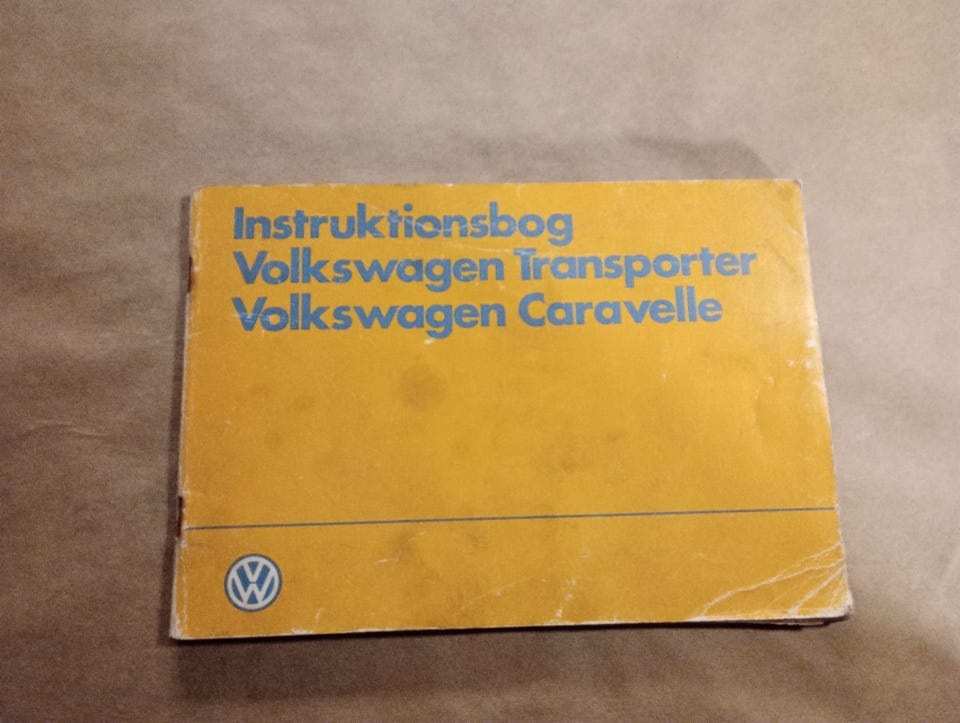 Instruktionsbog
Volkswagen Transporter
Volkswagen Caravelle
VW